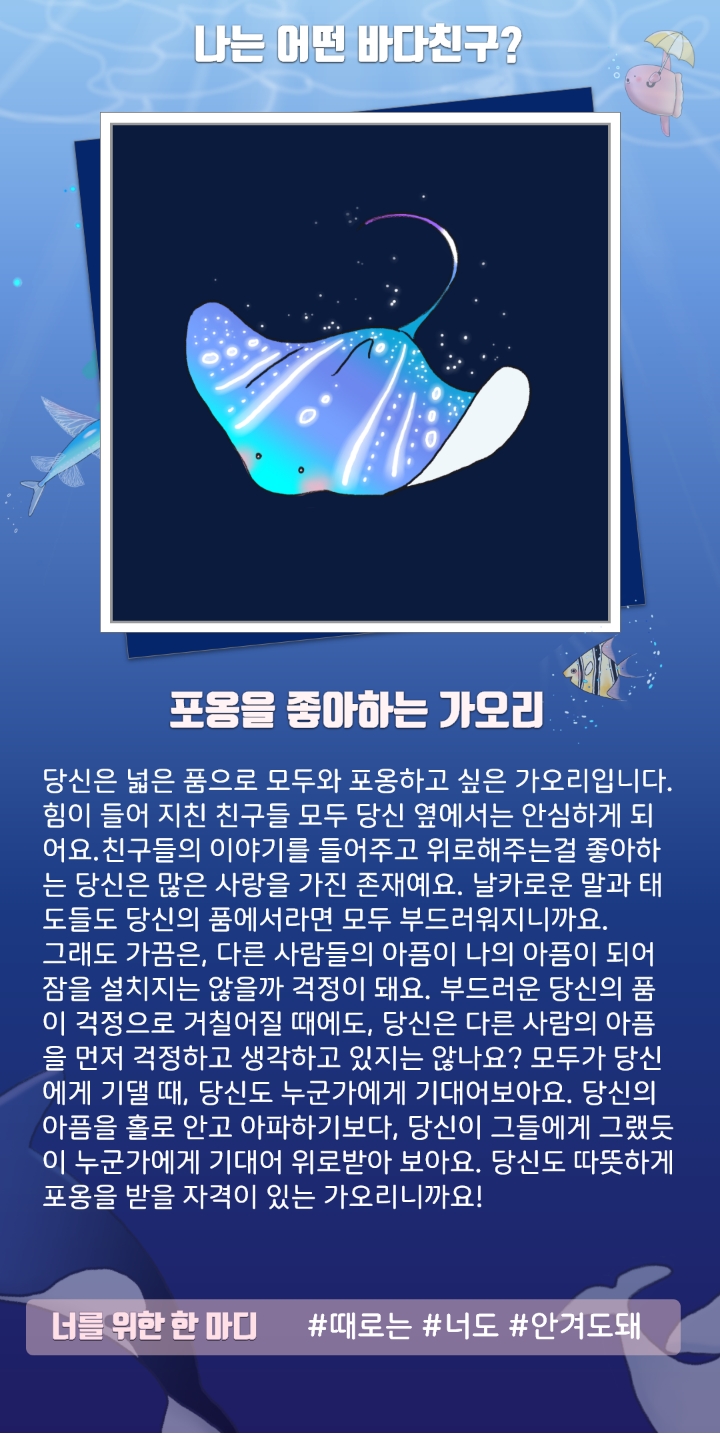 나는 어떤 바다친구?
포옹을 좋아하는 가오리
당신은 넓은 품으로 모두와 포옹하고 싶은 가오리입니다.
힘이 들어 지친 친구들 모두 당신 옆에서는 안심하게 되
어요.친구들의 이야기를 들어주고 위로해주는걸 좋아하
는 당신은 많은 사랑을 가진 존재예요. 날카로운 말과 태
도들도 당신의 품에서라면 모두 부드러워지니까요.
그래도 가끔은, 다른 사람들의 아픔이 나의 아픔이 되어
잠을 설치지는 않을까 걱정이 돼요. 부드러운 당신의 품
이 걱정으로 거칠어질 때에도, 당신은 다른 사람의 아픔
을 먼저 걱정하고 생각하고 있지는 않나요? 모두가 당신
에게 기댈 때, 당신도 누군가에게 기대어보아요. 당신의
아픔을 홀로 안고 아파하기보다, 당신이 그들에게 그랬듯
이 누군가에게 기대어 위로받아 보아요. 당신도 따뜻하게
포옹을 받을 자격이 있는 가오리니까요!
너를 위한 한 마디 #때로는 #너도 #안겨도돼